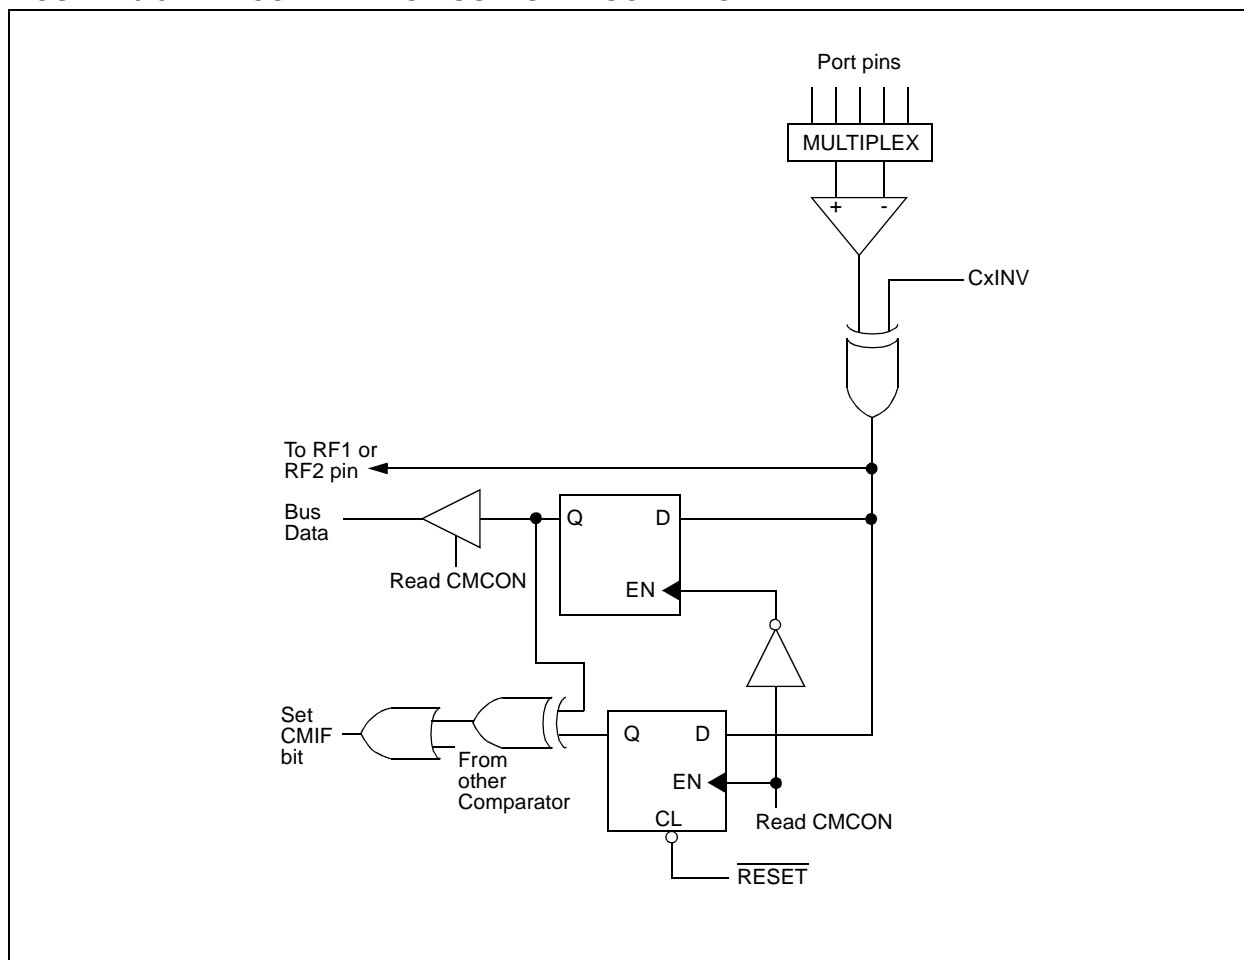 Port pins
MULTIPLEX
+ -
CxINV
To RF1 or
RF2 pin
Bus
Data
Q D
Read CMCON
EN
Set
CMIF
bit
Q D
From
other
Comparator
EN
CL
Read CMCON
RESET